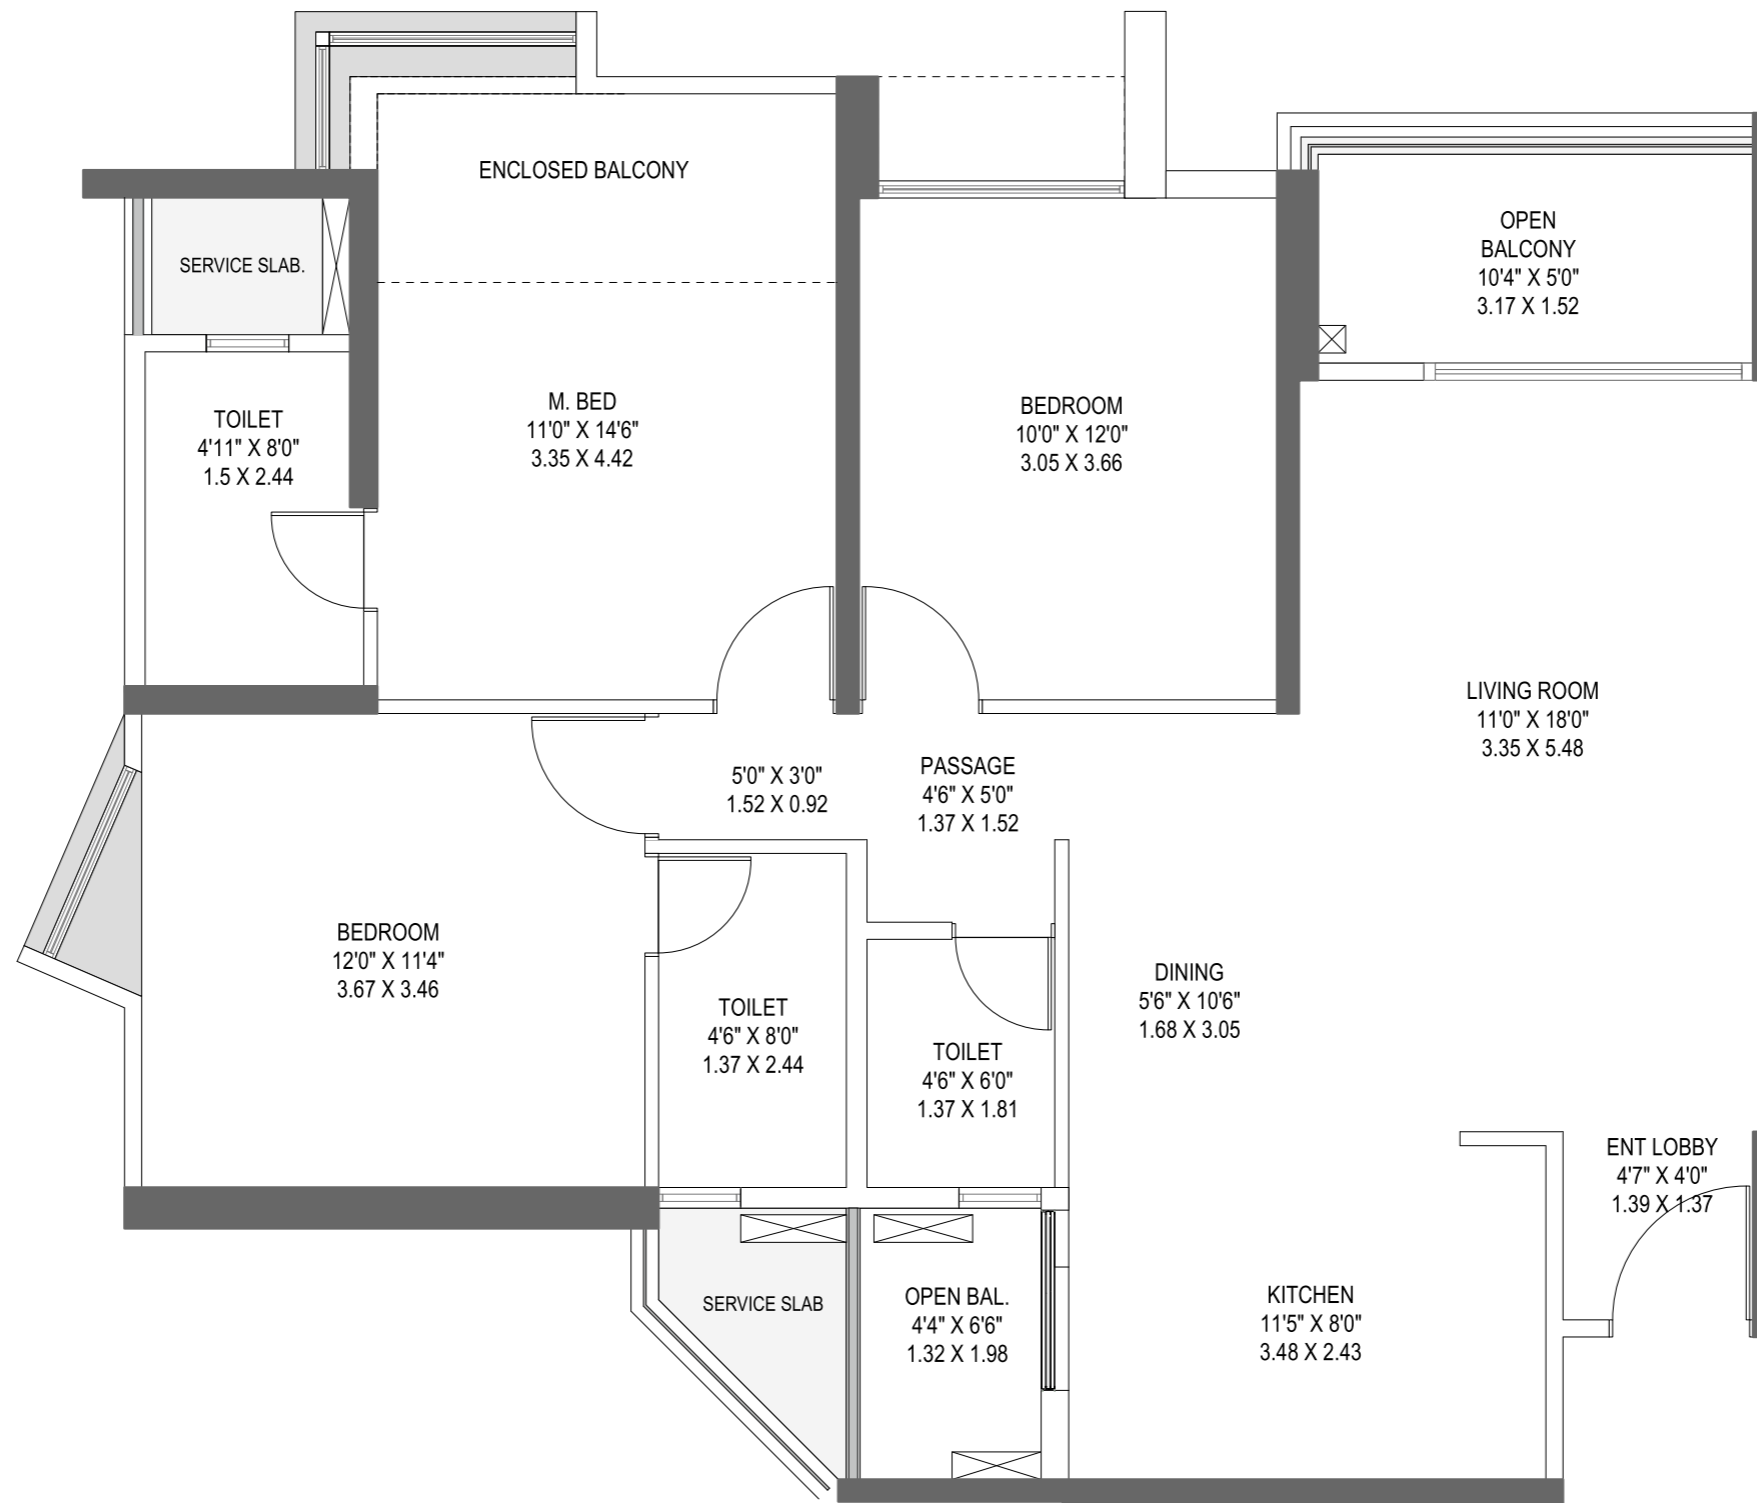 ENCLOSED BALCONY
SERVICE SLAB.
OPEN
BALCONY
10'4" X 5'0"
3.17 X 1.52
TOILET
4'11" X 8'0"
1.5 X 2.44
M. BED
11'0" X 14'6"
3.35 X 4.42
BEDROOM
10'0" X 12'0"
3.05 X 3.66
LIVING ROOM
11'0" X 18'0"
3.35 X 5.48
5'0" X 3'0"
1.52 X 0.92
PASSAGE
4'6" X 5'0"
1.37 X 1.52
BEDROOM
12'0" X 11'4"
3.67 X 3.46
TOILET
4'6" X 8'0"
1.37 X 2.44
TOILET
4'6" X 6'0"
1.37 X 1.81
DINING
5'6" X 10'6"
1.68 X 3.05
ENT LOBBY
4'7" X 4'0"
1.39 X 1.37
SERVICE SLAB
OPEN BAL.
4'4" X 6'6"
1.32 X 1.98
KITCHEN
11'5" X 8'0"
3.48 X 2.43